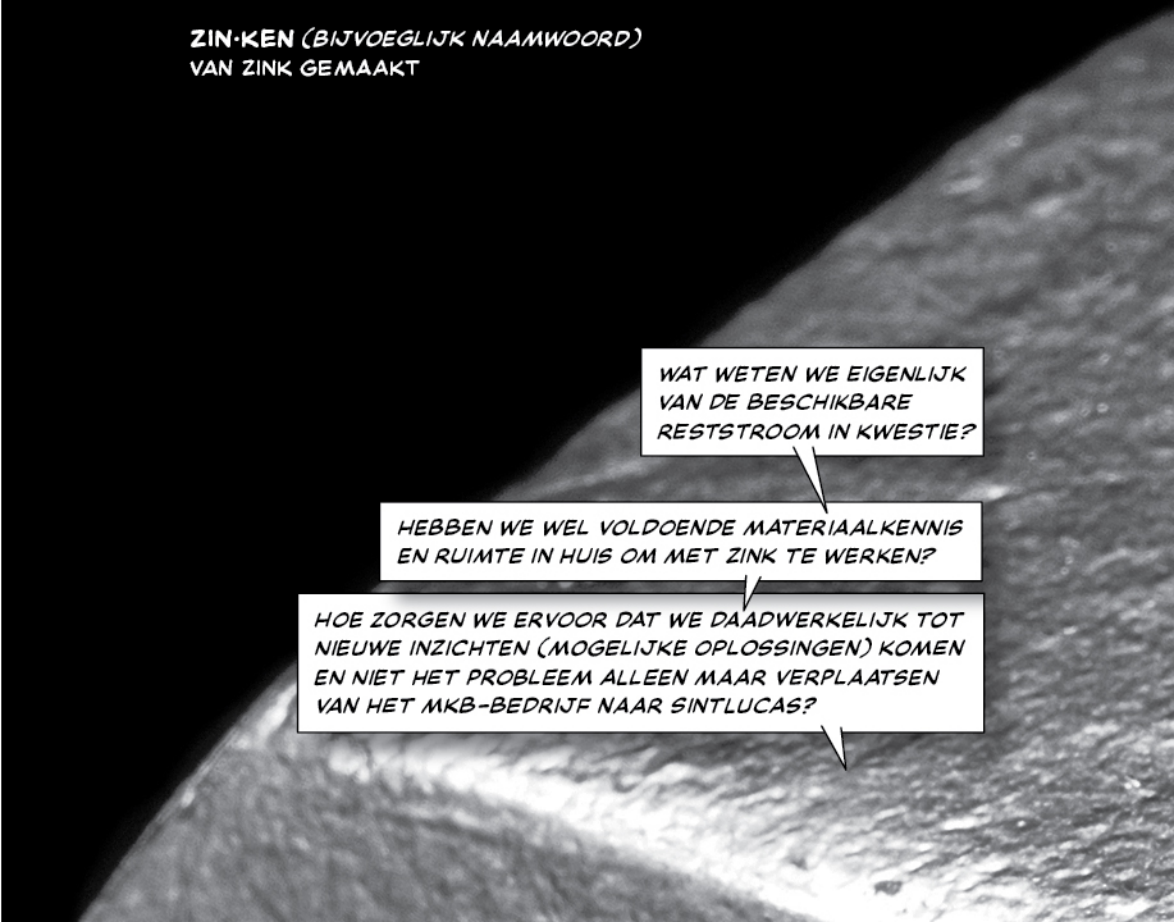 ZIN·KEN (BIJVOEGLIJK NAAMWOORD)
VAN ZINK GEMAAKT
WAT WETEN WE EIGENLIJK
VAN DE BESCHIKBARE
RESTSTROOM IN KWESTIE?
HEBBEN WE WEL VOLDOENDE MATERIAALKENNIS
EN RUIMTE IN HUIS OM MET ZINK TE WERKEN?
HOE ZORGEN WE ERVOOR DAT WE DAADWERKELIJK TOT
NIEUWE INZICHTEN (MOGELIJKE OPLOSSINGEN) KOMEN
EN NIET HET PROBLEEM ALLEEN MAAR VERPLAATSEN
VAN HET MKB-BEDRIJF NAAR SINTLUCAS?